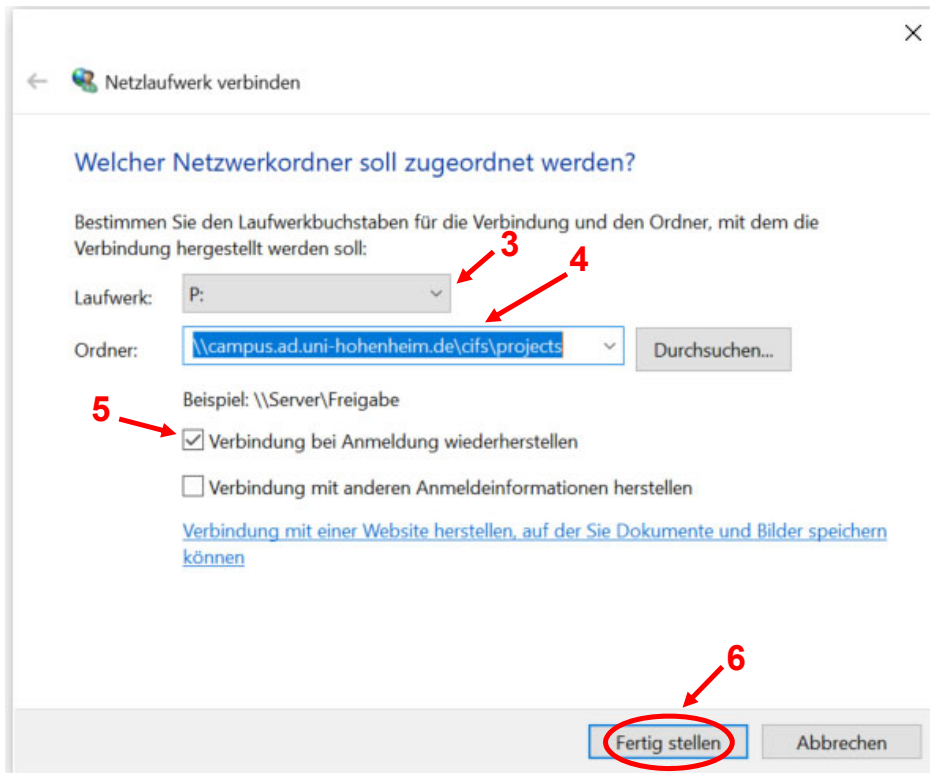 Netzlaufwerk verbinden
Welcher Netzwerkordner soll zugeordnet werden?
Bestimmen Sie den Laufwerkbuchstaben für die Verbindung und den Ordner, mit dem die
Verbindung hergestellt werden soll:
3
4
Laufwerk: P:
Ordner: \\campus.ad.uni-hohenheim.de\cifs\projects Durchsuchen...
Beispiel: \\Server\Freigabe
5
Verbindung bei Anmeldung wiederherstellen
Verbindung mit anderen Anmeldeinformationen herstellen
Verbindung mit einer Website herstellen, auf der Sie Dokumente und Bilder speichern
können
6
Fertig stellen Abbrechen